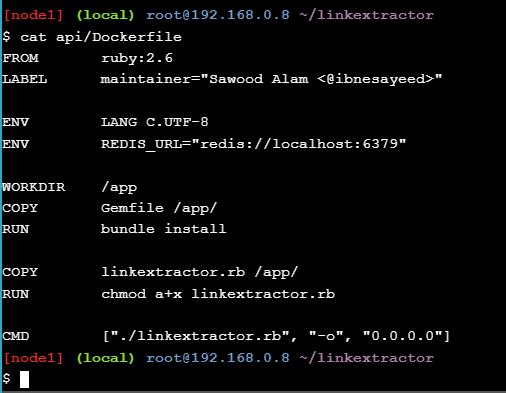 [node1] (local) root@192.168.0.8 ~/linkextractor
$ cat api/Dockerfile
FROM ruby:2.6
LABEL maintainer="Sawood Alam <@ibnesayeed>"
ENV LANG C.UTF-8
ENV REDIS_URL="redis://localhost:6379"
WORKDIR /app
COPY Gemfile /app/
RUN bundle install
COPY linkextractor.rb /app/
RUN chmod a+x linkextractor.rb
CMD ["./linkextractor.rb", "-o", "0.0.0.0"]
[node1] (local) root@192.168.0.8 ~/linkextractor
$